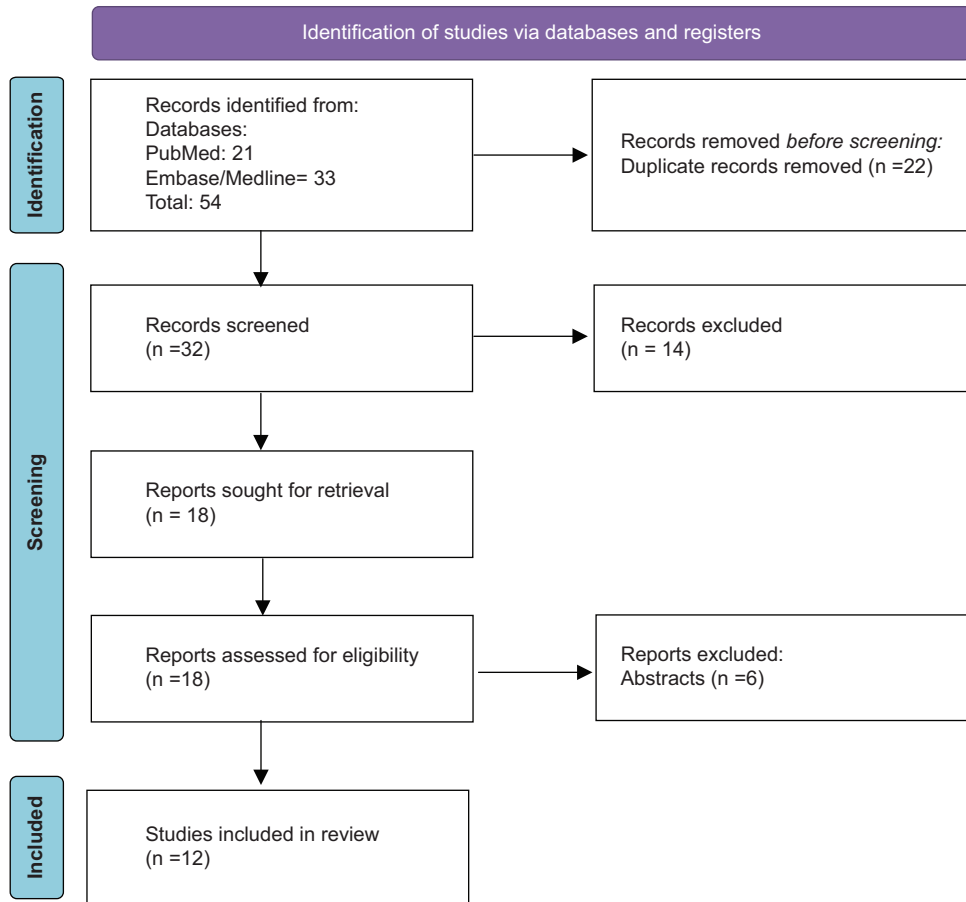 Identification of studies via databases and registers
Identification
Records identified from:
Databases:
PubMed: 21
Embase/Medline= 33
Total: 54
Records removed before screening:
Duplicate records removed (n =22)
Screening
Records screened
(n =32)
Records excluded
(n = 14)
Reports sought for retrieval
(n = 18)
Reports assessed for eligibility
(n =18)
Reports excluded:
Abstracts (n =6)
Included
Studies included in review
(n =12)